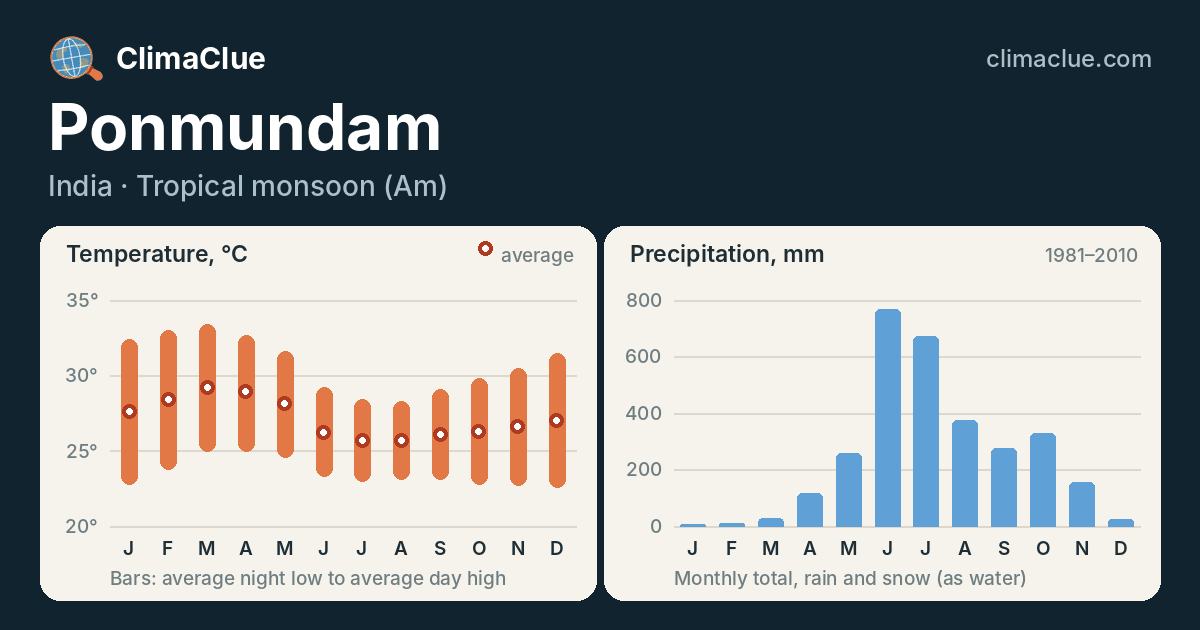 ClimaClue
climaclue.com
Ponmundam
India · Tropical monsoon (Am)
Temperature, °C
average
35°
30°
25°
20°
J F M A M J J A S O N D
Bars: average night low to average day high
Precipitation, mm
1981–2010
800
600
400
200
0
J F M A M J J A S O N D
Monthly total, rain and snow (as water)